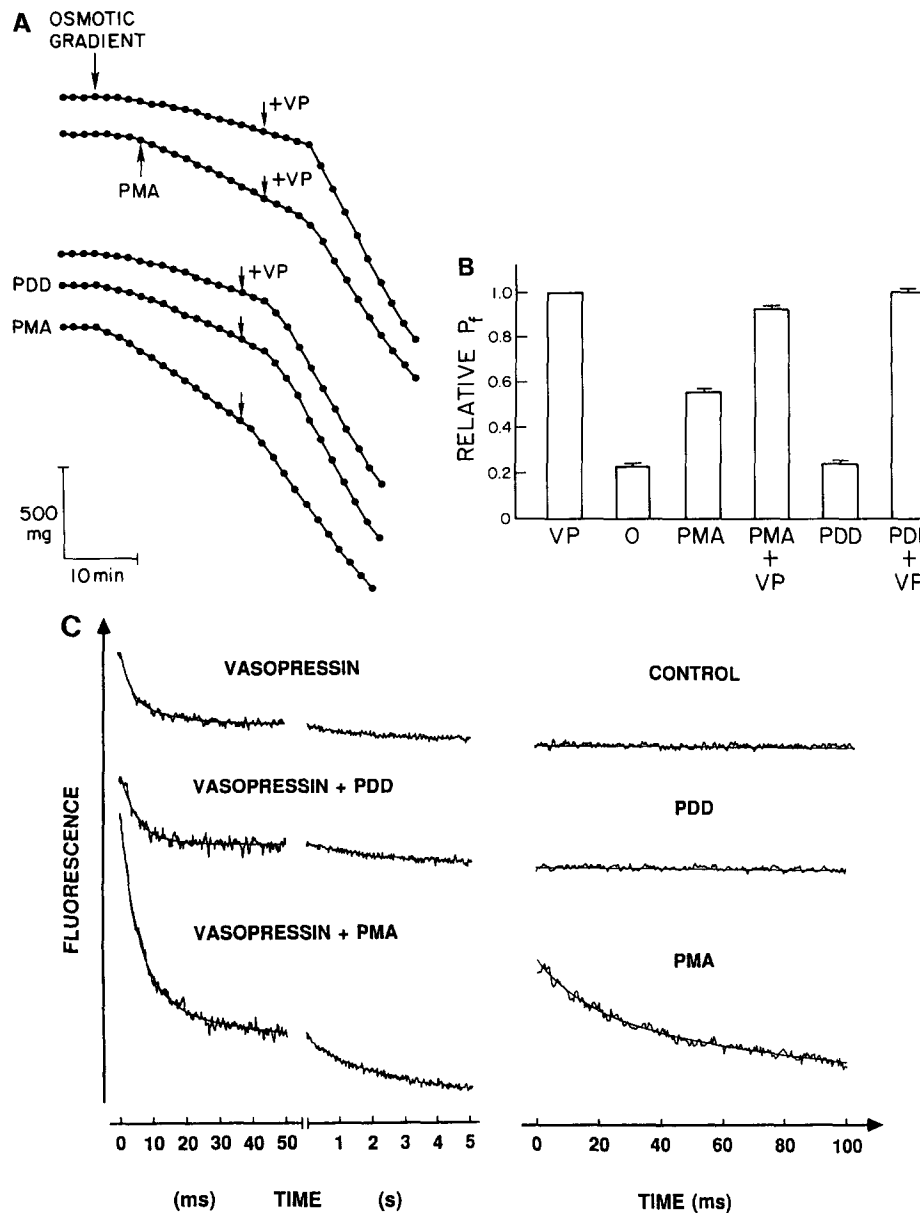 A
OSMOTIC
GRADIENT
+VP
PMA
+VP
+VP
PDD
PMA
500
mg
10 min
B
RELATIVE Pf
1.0
0.8
0.6
0.4
0.2
0
VP O PMA PMA PDD
+ +
VP
C
FLUORESCENCE
VASOPRESSIN
VASOPRESSIN + PDD
VASOPRESSIN + PMA
0 10 20 30 40 50 1 2 3 4 5
(ms) TIME (s)
CONTROL
PDD
PMA
0 20 40 60 80 100
TIME (ms)